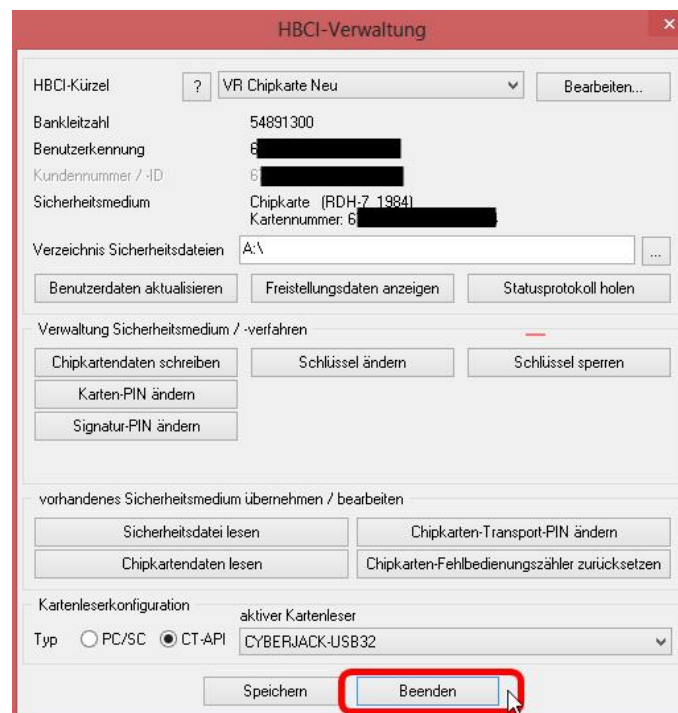 HBCI-Verwaltung
HBCI-Kürzel ? VR Chipkarte Neu Bearbeiten...
Bankleitzahl 54891300
Benutzerkennung 6
Kundennummer / -ID 6
Sicherheitsmedium Chipkarte (RDH-7 1984)
Kartennummer: 6
Verzeichnis Sicherheitsdateien A:\ ...
Benutzerdaten aktualisieren Freistellungsdaten anzeigen Statusprotokoll holen
Verwaltung Sicherheitsmedium / -verfahren
Chipkartendaten schreiben Schlüssel ändern Schlüssel sperren
Karten-PIN ändern
Signatur-PIN ändern
vorhandenes Sicherheitsmedium übernehmen / bearbeiten
Sicherheitsdatei lesen Chipkarten-Transport-PIN ändern
Chipkartendaten lesen Chipkarten-Fehlbedienungszähler zurücksetzen
Kartenleserkonfiguration
aktiver Kartenleser
Typ PC/SC CT-API CYBERJACK-USB32
Speichern Beenden